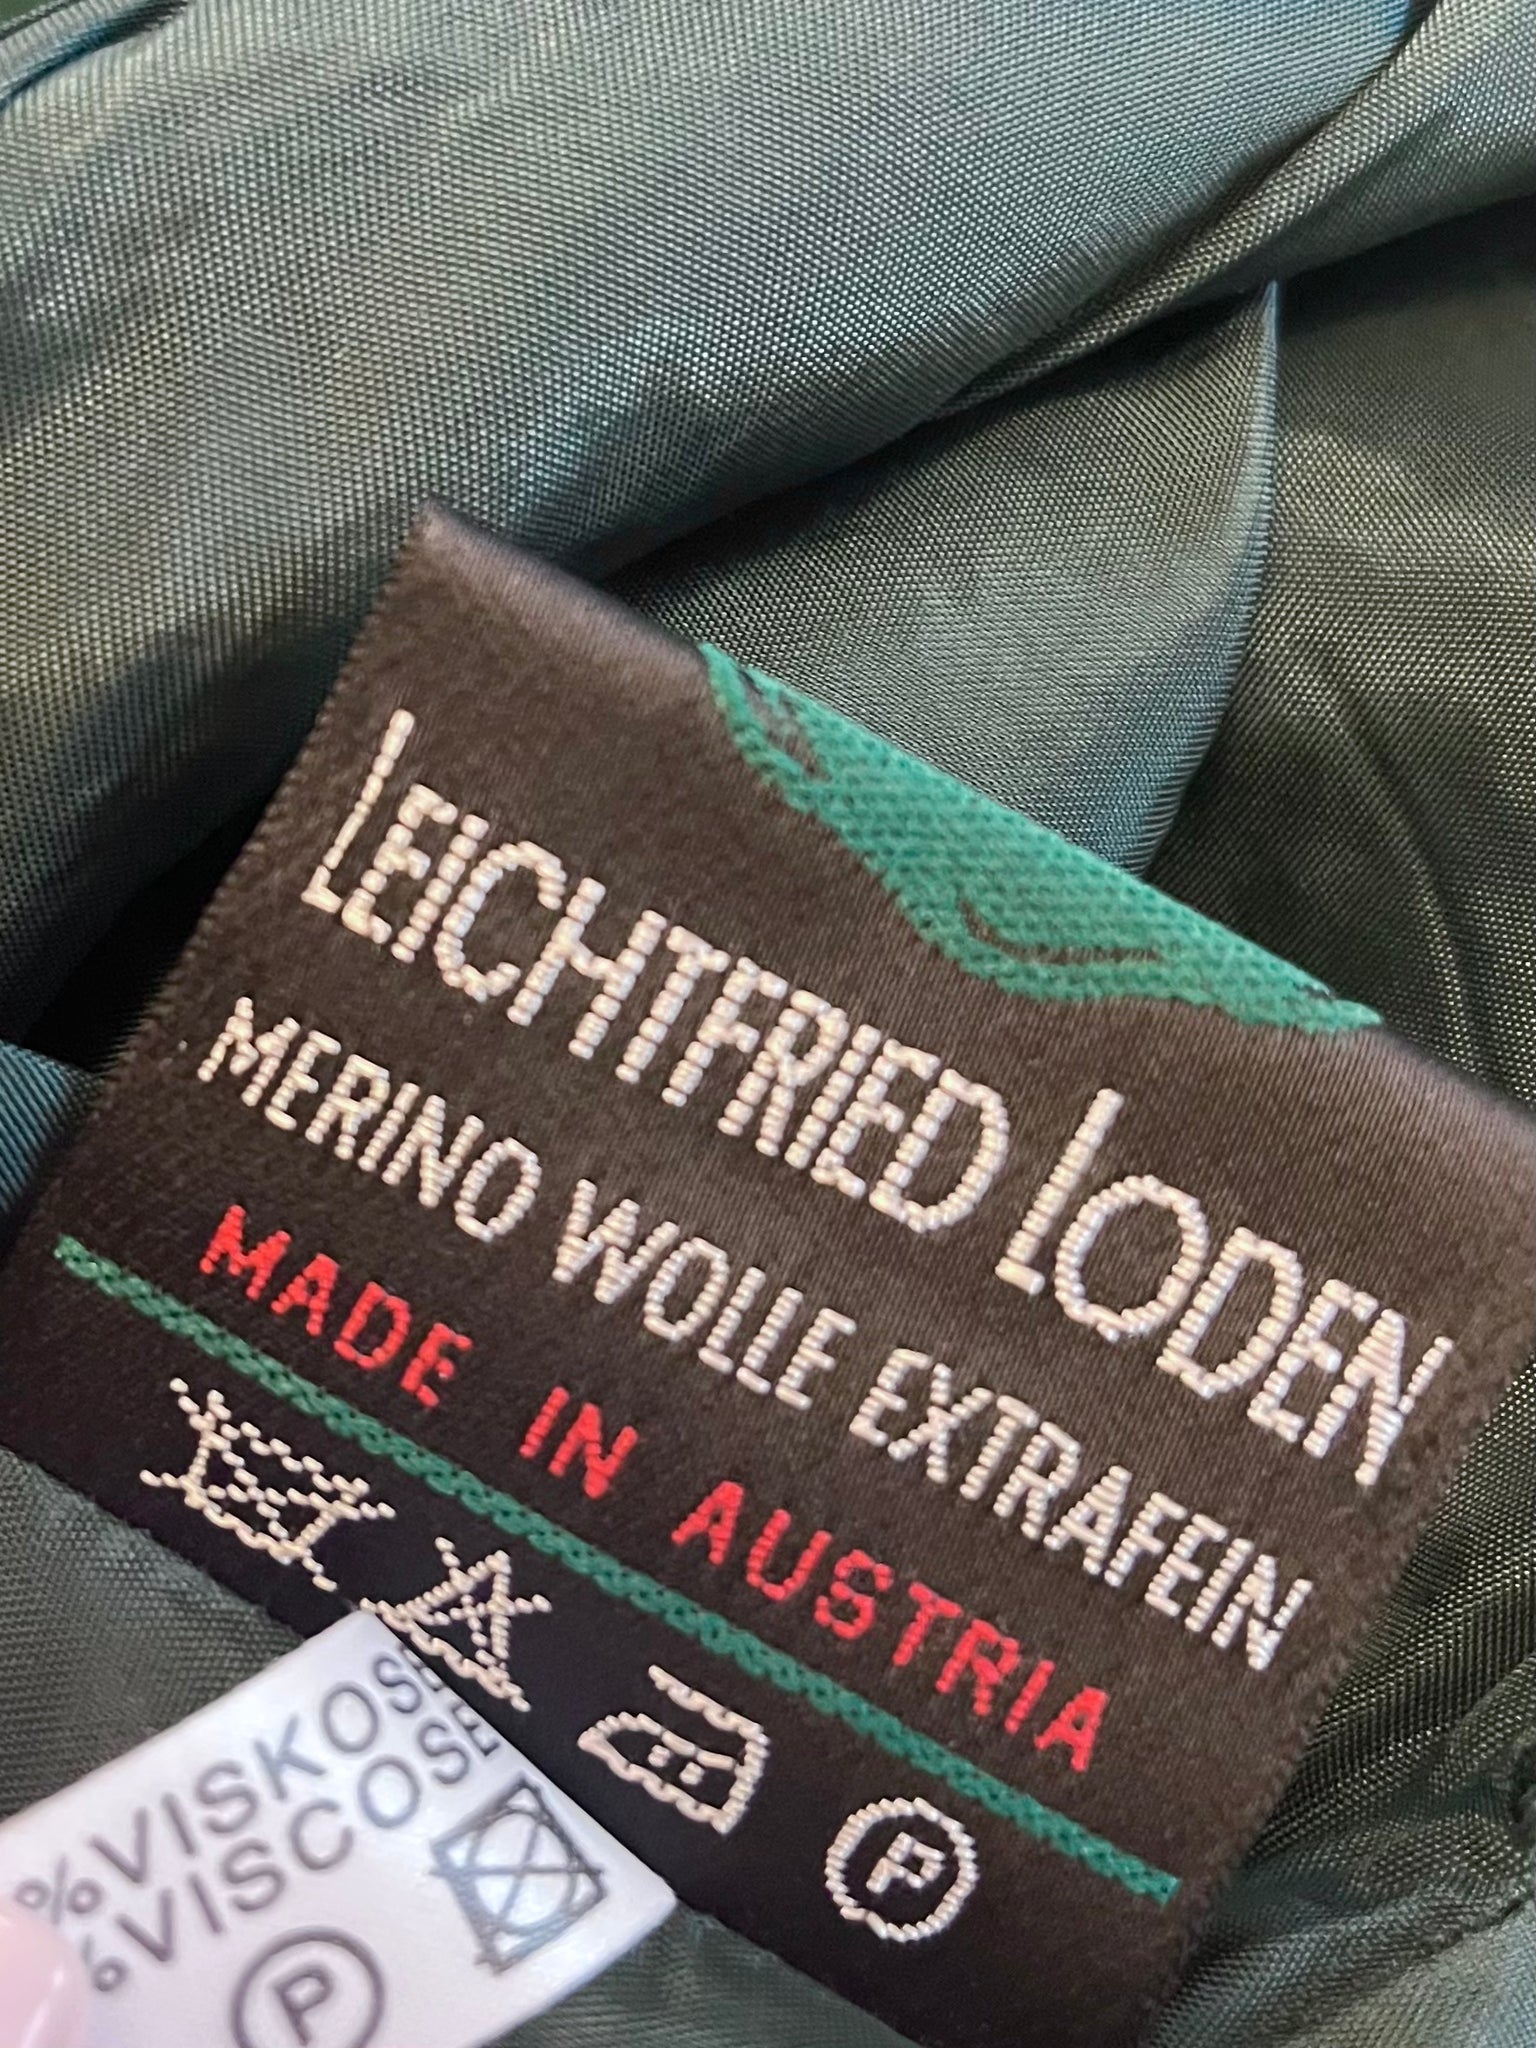 LEICHTFRIED LODEN
MERINO WOLLE EXTRAFEIN
MADE IN AUSTRIA
P
% VISKOSE
% VISCOSE
P